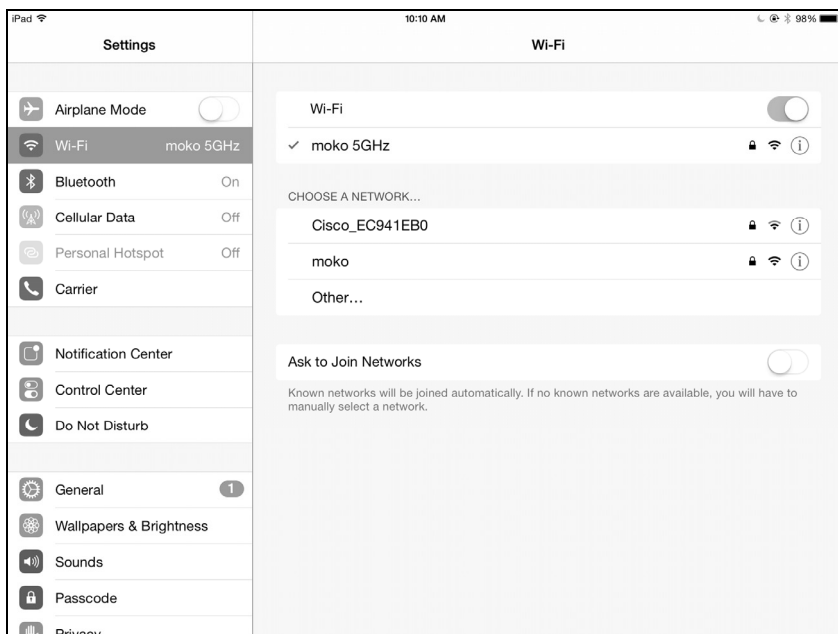 iPad
10:10 AM
98%
Settings
Wi-Fi
Airplane Mode
Wi-Fi moko 5GHz
Bluetooth On
Cellular Data Off
Personal Hotspot Off
Carrier
Notification Center
Control Center
Do Not Disturb
General 1
Wallpapers & Brightness
Sounds
Passcode
Privacy
Wi-Fi
moko 5GHz
CHOOSE A NETWORK...
Cisco_EC941EB0
moko
Other...
Ask to Join Networks
Known networks will be joined automatically. If no known networks are available, you will have to
manually select a network.